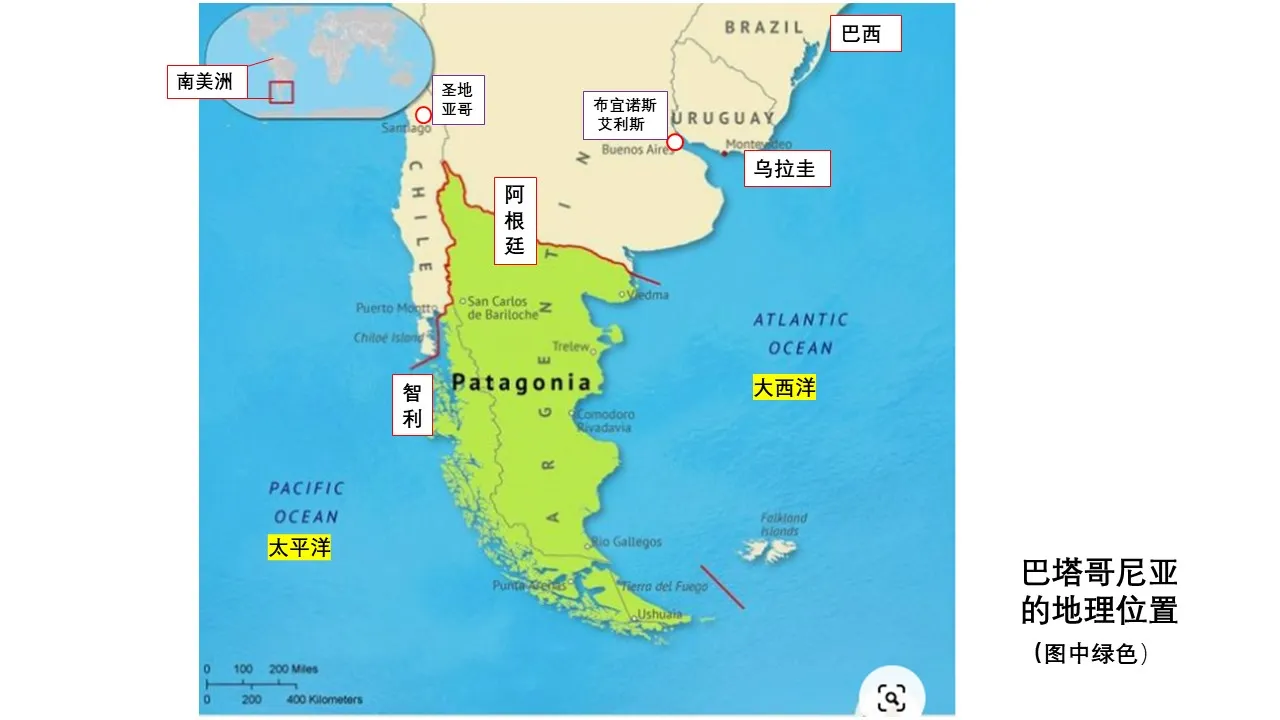 南美洲
BRAZIL
巴西
圣地
亚哥
Santiago
布宜诺斯
艾利斯
URUGUAY
Buenos Aires
Montevideo
乌拉圭
CHILE
阿
根
廷
ARGENTIN
Viedma
San Carlos
de Bariloche
Puerto Montt
Chiloé Island
Trelew
Patagonia
智
利
Comodoro
Rivadavia
ATLANTIC
OCEAN
大西洋
PACIFIC
OCEAN
太平洋
Falkland
Islands
Rio Gallegos
Punta Arenas
Tierra del Fuego
Ushuaia
巴塔哥尼亚
的地理位置
（图中绿色）
0 100 200 Miles
0 200 400 Kilometers